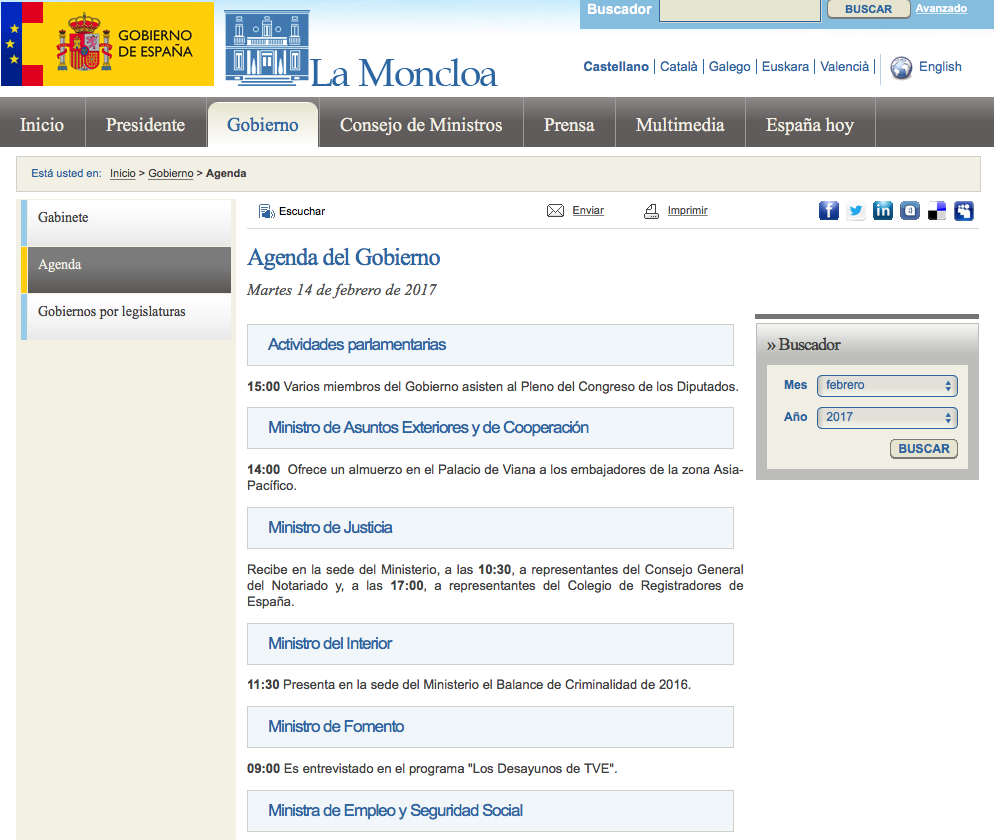 GOBIERNO
DE ESPAÑA
La Moncloa
Buscador
BUSCAR
Avanzado
Castellano | Català | Galego | Euskara | Valencià |
English
Inicio
Presidente
Gobierno
Consejo de Ministros
Prensa
Multimedia
España hoy
Está usted en: Inicio > Gobierno > Agenda
Gabinete
Agenda
Gobiernos por legislaturas
Escuchar
Enviar
Imprimir
Agenda del Gobierno
Martes 14 de febrero de 2017
Actividades parlamentarias
15:00 Varios miembros del Gobierno asisten al Pleno del Congreso de los Diputados.
Ministro de Asuntos Exteriores y de Cooperación
14:00 Ofrece un almuerzo en el Palacio de Viana a los embajadores de la zona Asia-
Pacífico.
Ministro de Justicia
Recibe en la sede del Ministerio, a las 10:30, a representantes del Consejo General
del Notariado y, a las 17:00, a representantes del Colegio de Registradores de
España.
Ministro del Interior
11:30 Presenta en la sede del Ministerio el Balance de Criminalidad de 2016.
Ministro de Fomento
09:00 Es entrevistado en el programa "Los Desayunos de TVE".
Ministra de Empleo y Seguridad Social
» Buscador
Mes febrero
Año 2017
BUSCAR